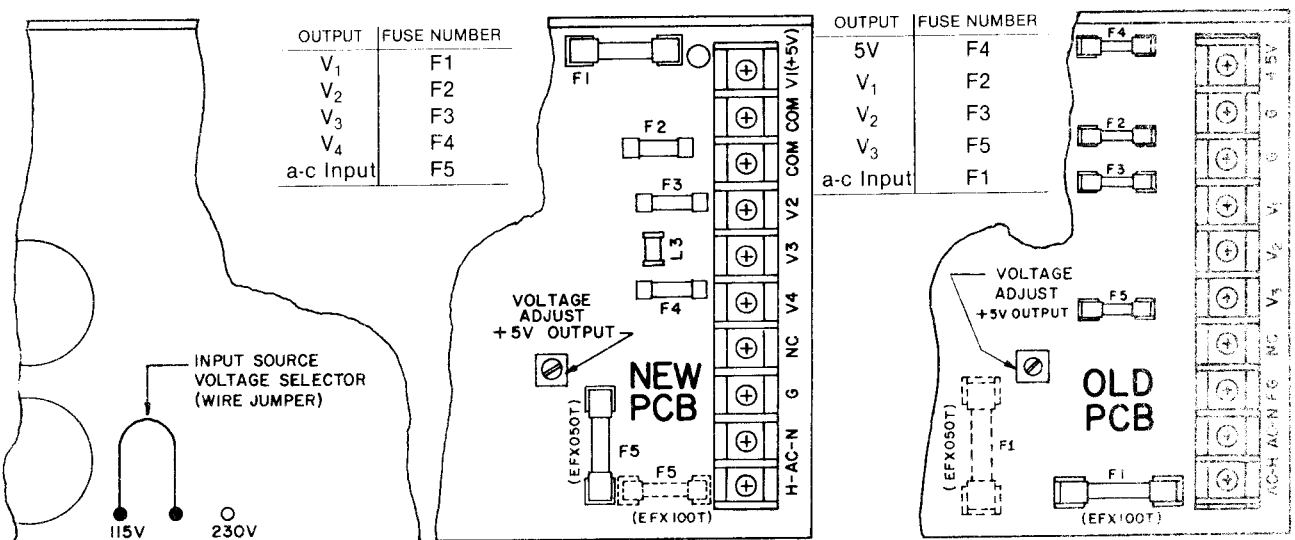 OUTPUT FUSE NUMBER
V1 F1
V2 F2
V3 F3
V4 F4
a-c Input F5
INPUT SOURCE
VOLTAGE SELECTOR
(WIRE JUMPER)
115V
230V
F1
F2
F3
L3
F4
VOLTAGE
ADJUST
+5V OUTPUT
NEW
PCB
(EFX050T)
F5
F5
(EFX100T)
V1(+5V)
COM
COM
V2
V3
V4
NC
G
H-AC-N
OUTPUT FUSE NUMBER
5V F4
V1 F2
V2 F3
V3 F5
a-c Input F1
F4
F2
F3
VOLTAGE
ADJUST
+5V OUTPUT
F5
OLD
PCB
(EFX050T)
F1
F1
(EFX100T)
+5V
G
G
V1
V2
V3
NC
FG
AC-H AC-N